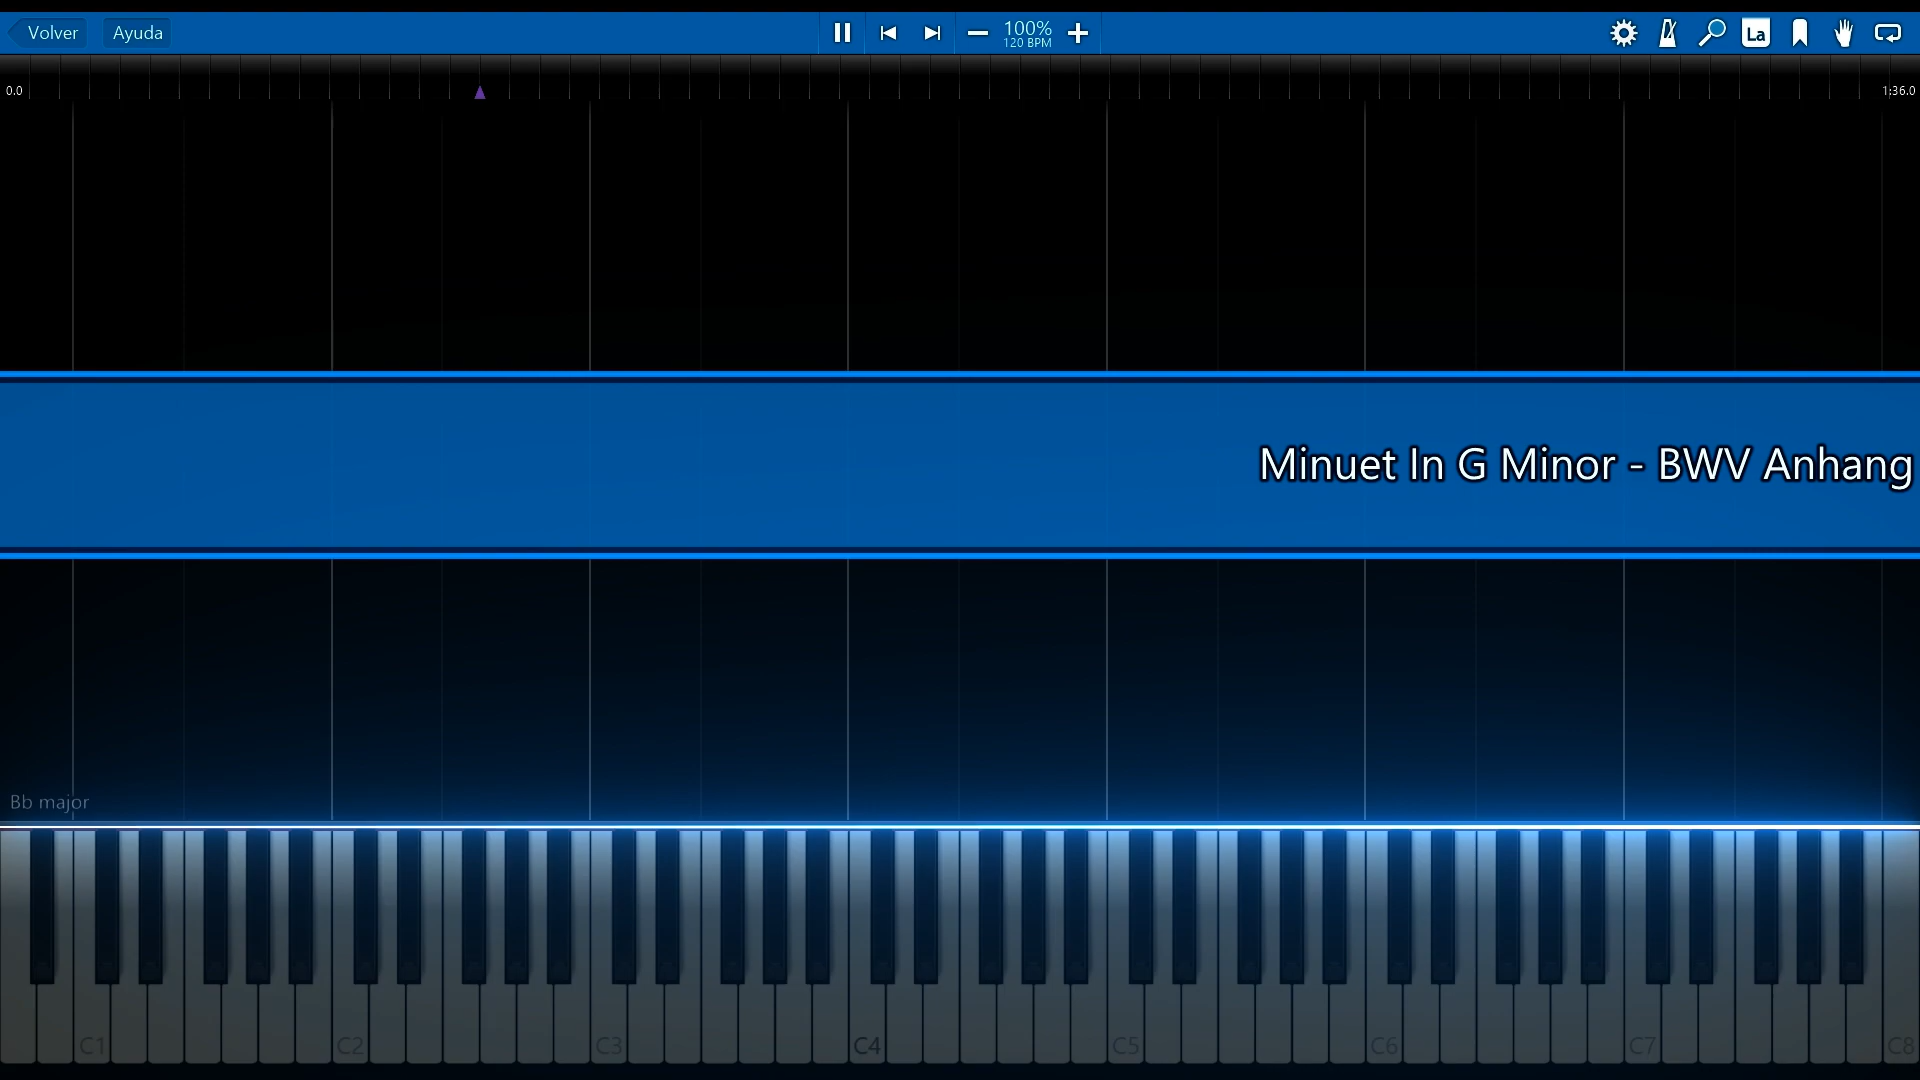 Volver Ayuda 100% La
120 BPM
0.0 1:36.0
Minuet In G Minor - BWV Anhang
Bb major
C1 C2 C3 C4 C5 C6 C7 C8